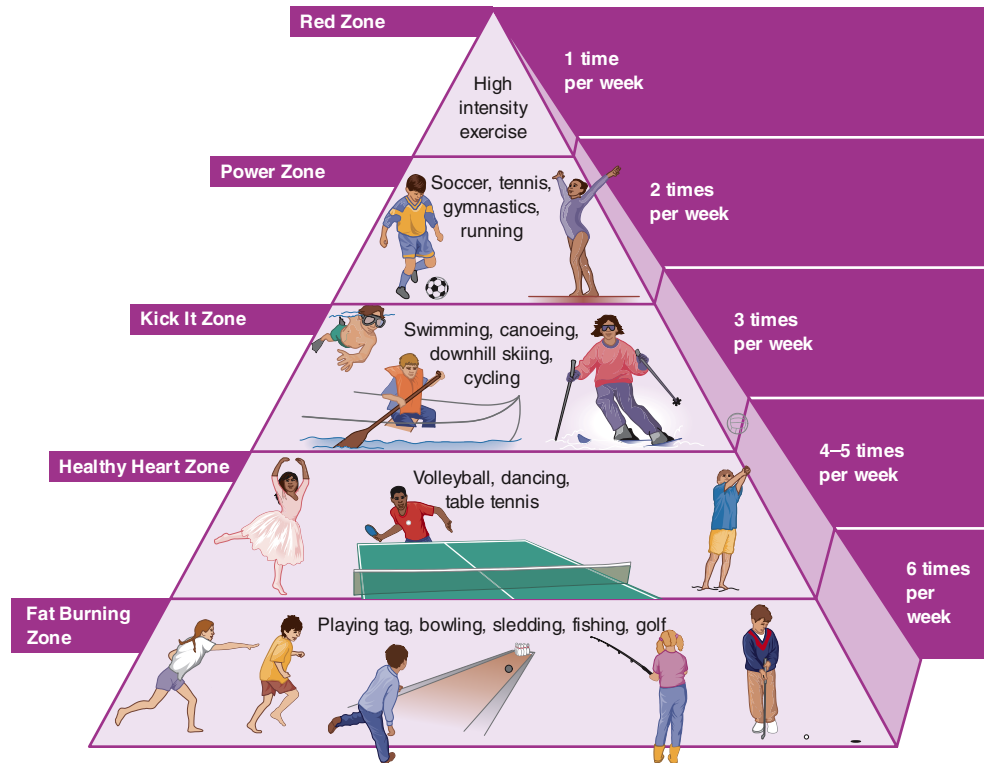 Red Zone
High
intensity
exercise
1 time
per week
Power Zone
Soccer, tennis,
gymnastics,
running
2 times
per week
Kick It Zone
Swimming, canoeing,
downhill skiing,
cycling
3 times
per week
Healthy Heart Zone
Volleyball, dancing,
table tennis
4–5 times
per week
Fat Burning
Zone
Playing tag, bowling, sledding, fishing, golf
6 times
per
week